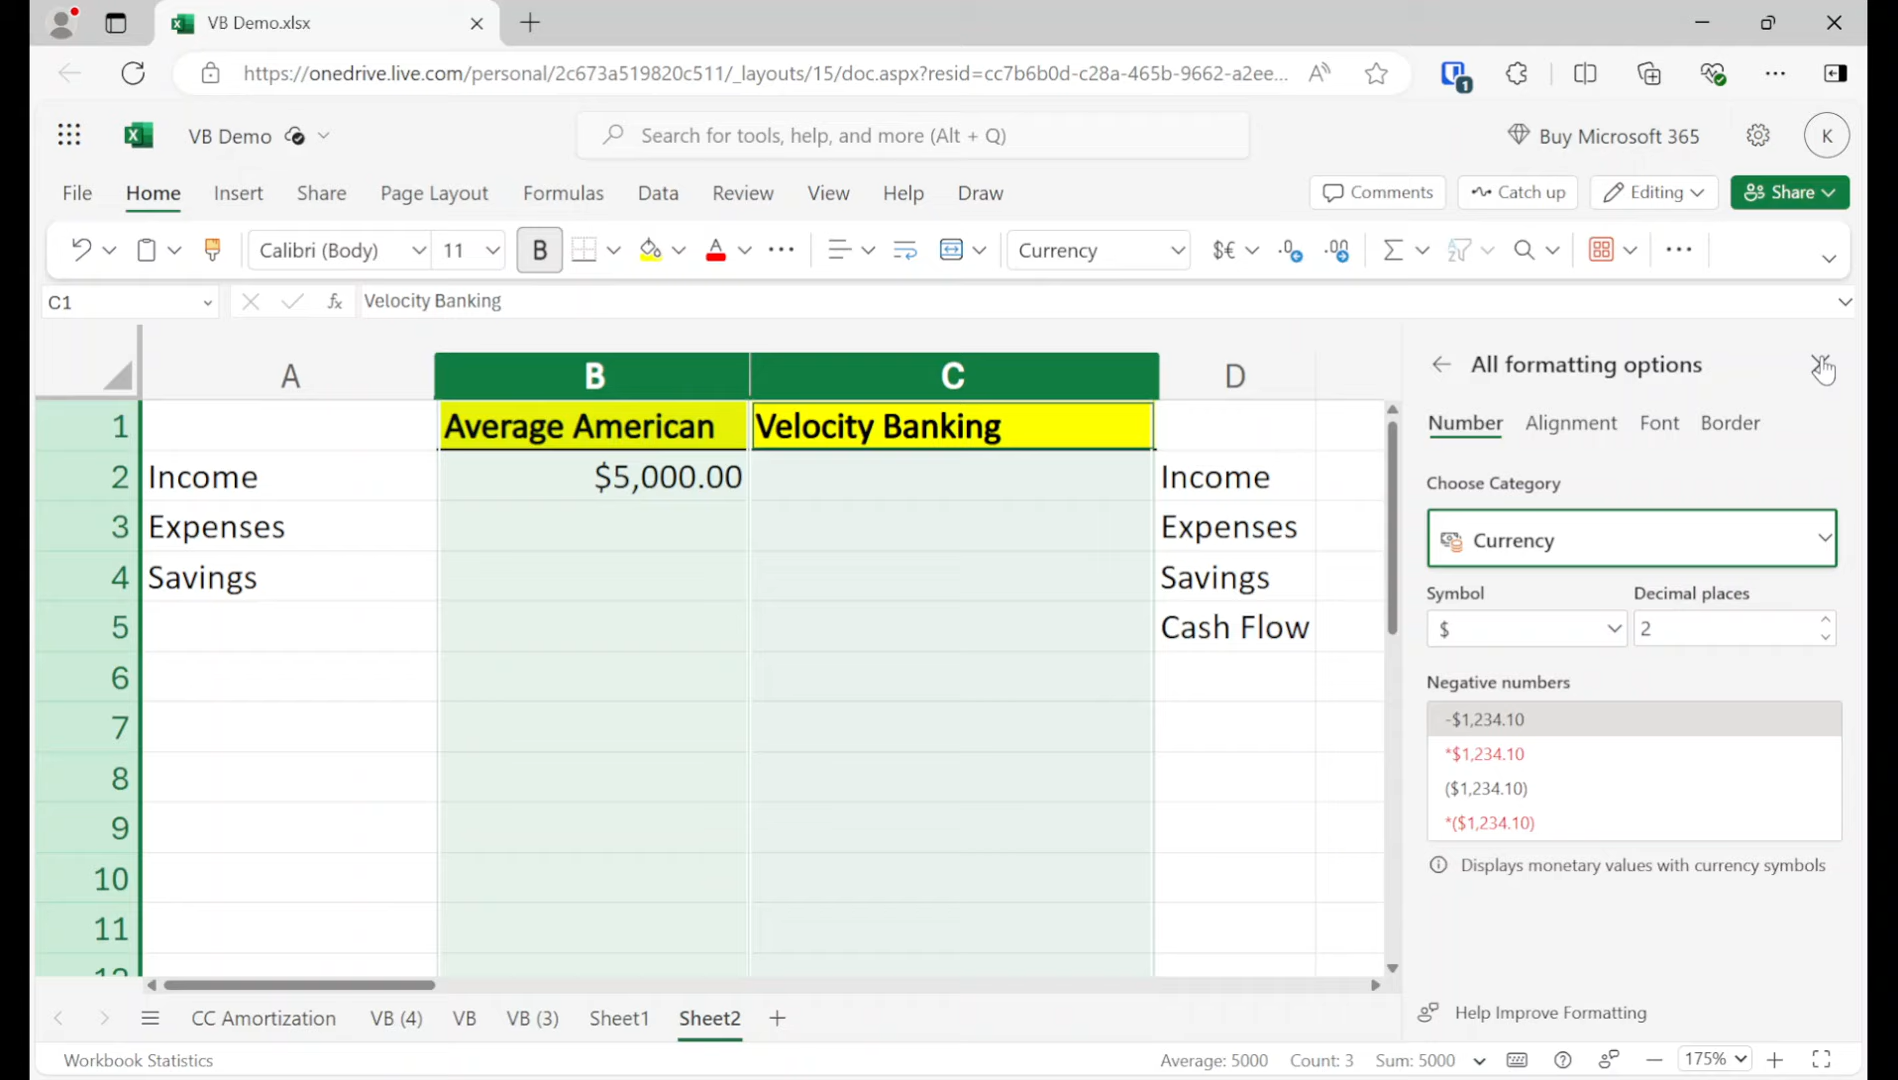 VB Demo.xlsx
https://onedrive.live.com/personal/2c673a519820c511/_layouts/15/doc.aspx?resid=cc7b6b0d-c28a-465b-9662-a2ee...
1
VB Demo
Search for tools, help, and more (Alt + Q)
Buy Microsoft 365
K
File Home Insert Share Page Layout Formulas Data Review View Help Draw
Comments Catch up Editing Share
Calibri (Body) 11 B A Currency $€
C1 fx Velocity Banking
A B C D
1 Average American Velocity Banking
2 Income $5,000.00 Income
3 Expenses Expenses
4 Savings Savings
5 Cash Flow
6
7
8
9
10
11
12
All formatting options
Number Alignment Font Border
Choose Category
Currency
Symbol Decimal places
$ 2
Negative numbers
-$1,234.10
*$1,234.10
($1,234.10)
*($1,234.10)
Displays monetary values with currency symbols
Help Improve Formatting
CC Amortization VB (4) VB VB (3) Sheet1 Sheet2
Workbook Statistics Average: 5000 Count: 3 Sum: 5000 175%